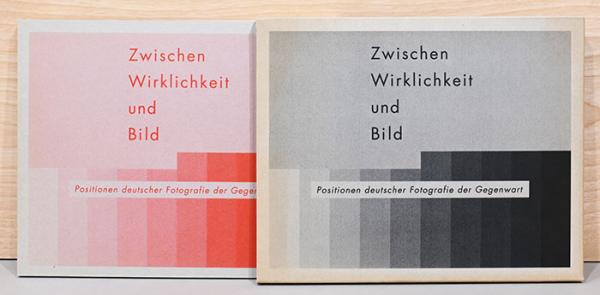 Zwischen
Wirklichkeit
und
Bild
Positionen deutscher Fotografie der Gegen
Zwischen
Wirklichkeit
und
Bild
Positionen deutscher Fotografie der Gegenwart